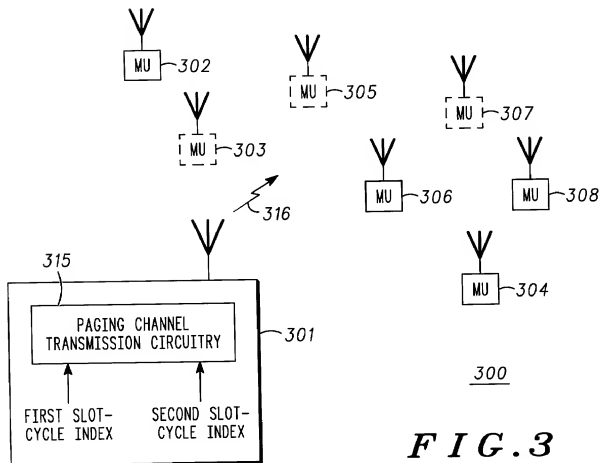 MU 302
MU 305
MU 307
MU 303
MU 306
MU 308
316
MU 304
315
PAGING CHANNEL
TRANSMISSION CIRCUITRY
301
FIRST SLOT-
CYCLE INDEX
SECOND SLOT-
CYCLE INDEX
300
FIG.3